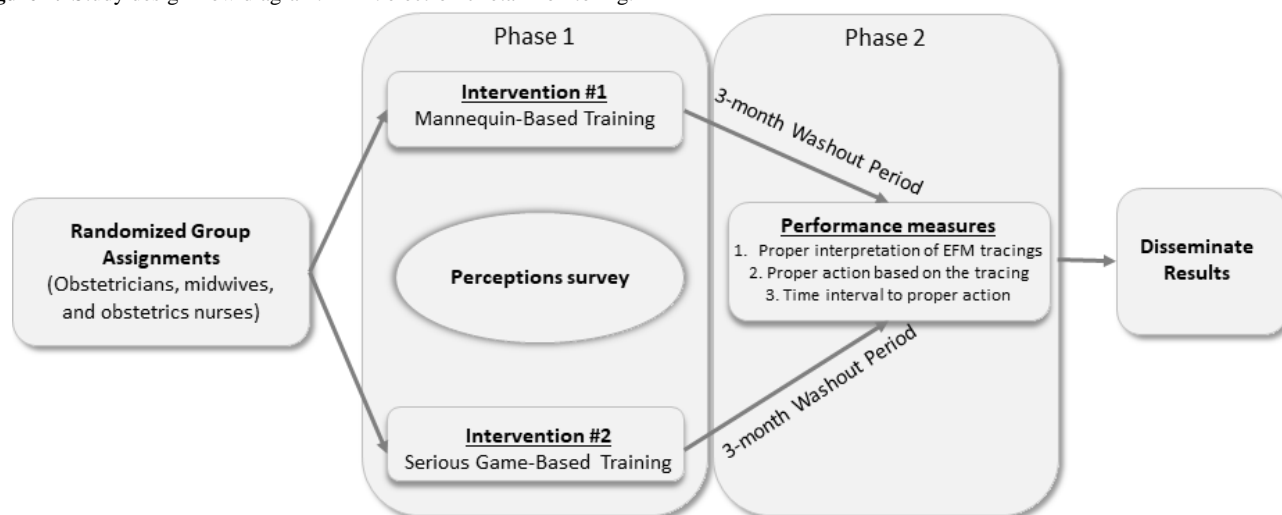 Phase 1
Phase 2
Intervention #1
Mannequin-Based Training
3-month Washout Period
Randomized Group
Assignments
(Obstetricians, midwives,
and obstetrics nurses)
Perceptions survey
Performance measures
1. Proper interpretation of EFM tracings
2. Proper action based on the tracing
3. Time interval to proper action
Disseminate
Results
Intervention #2
Serious Game-Based Training
3-month Washout Period